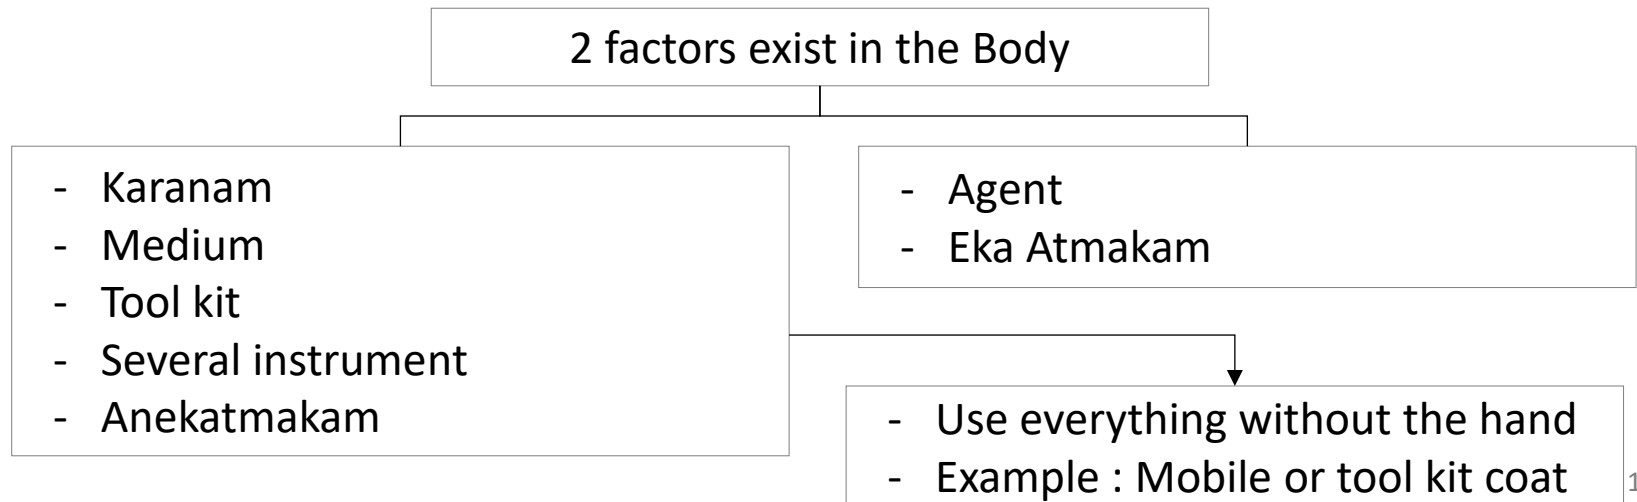 2 factors exist in the Body
- Karanam
- Medium
- Tool kit
- Several instrument
- Anekatmakam
- Agent
- Eka Atmakam
- Use everything without the hand
- Example : Mobile or tool kit coat
1